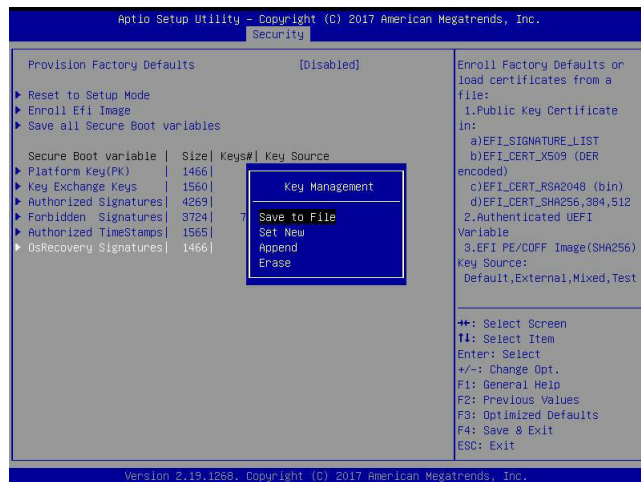 Aptio Setup Utility – Copyright (C) 2017 American Megatrends, Inc.
Security
Provision Factory Defaults [Disabled]
Reset to Setup Mode
Enroll Efi Image
Save all Secure Boot variables
Secure Boot variable | Size| Keys#| Key Source
Platform Key(PK) | 1466|
Key Exchange Keys | 1560|
Authorized Signatures| 4269|
Forbidden Signatures| 3724| 7
Authorized TimeStamps| 1565|
OsRecovery Signatures| 1466|
Key Management
Save to File
Set New
Append
Erase
Enroll Factory Defaults or
load certificates from a
file:
1.Public Key Certificate
in:
a)EFI_SIGNATURE_LIST
b)EFI_CERT_X509 (DER
encoded)
c)EFI_CERT_RSA2048 (bin)
d)EFI_CERT_SHA256,384,512
2.Authenticated UEFI
Variable
3.EFI PE/COFF Image(SHA256)
Key Source:
Default,External,Mixed,Test
→←: Select Screen
↑↓: Select Item
Enter: Select
+/-: Change Opt.
F1: General Help
F2: Previous Values
F3: Optimized Defaults
F4: Save & Exit
ESC: Exit
Version 2.19.1268. Copyright (C) 2017 American Megatrends, Inc.